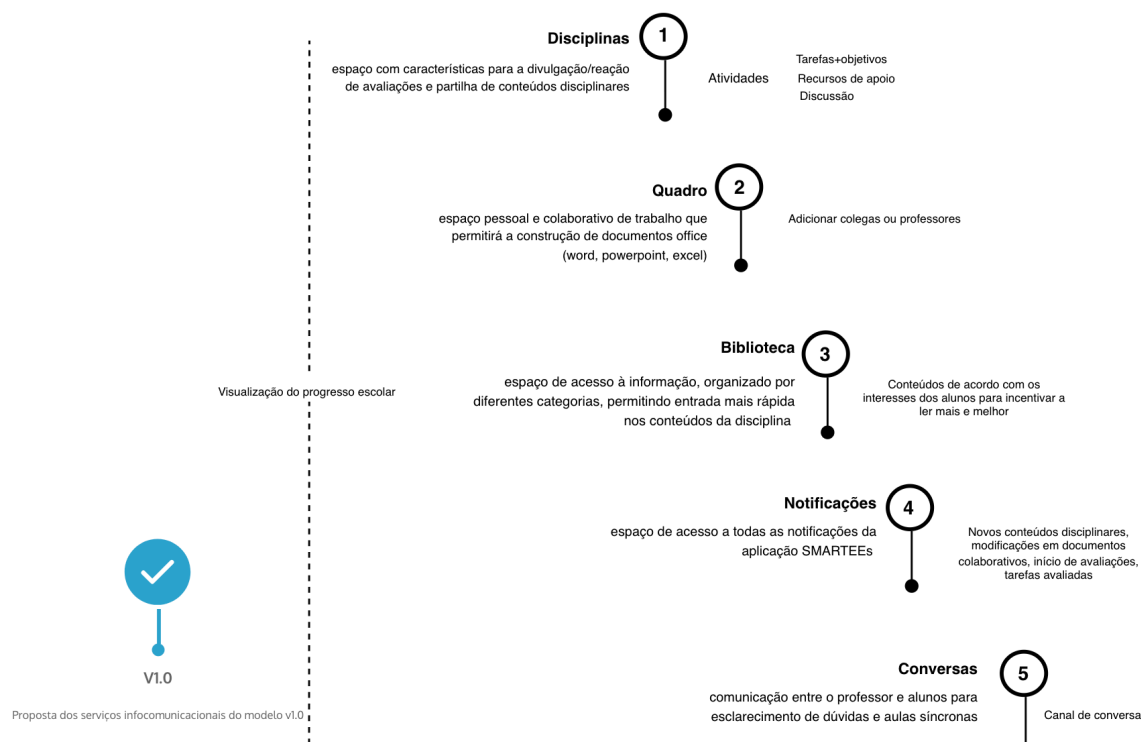 Disciplinas
1
espaço com características para a divulgação/reação
de avaliações e partilha de conteúdos disciplinares
Atividades
Tarefas+objetivos
Recursos de apoio
Discussão
Quadro
2
espaço pessoal e colaborativo de trabalho que
permitirá a construção de documentos office
(word, powerpoint, excel)
Adicionar colegas ou professores
Biblioteca
3
espaço de acesso à informação, organizado por
diferentes categorias, permitindo entrada mais rápida
nos conteúdos da disciplina
Conteúdos de acordo com os
interesses dos alunos para incentivar a
ler mais e melhor
Visualização do progresso escolar
Notificações
4
espaço de acesso a todas as notificações da
aplicação SMARTEEs
Novos conteúdos disciplinares,
modificações em documentos
colaborativos, início de avaliações,
tarefas avaliadas
V1.0
Proposta dos serviços infocomunicacionais do modelo v1.0
Conversas
5
comunicação entre o professor e alunos para
esclarecimento de dúvidas e aulas síncronas
Canal de conversa